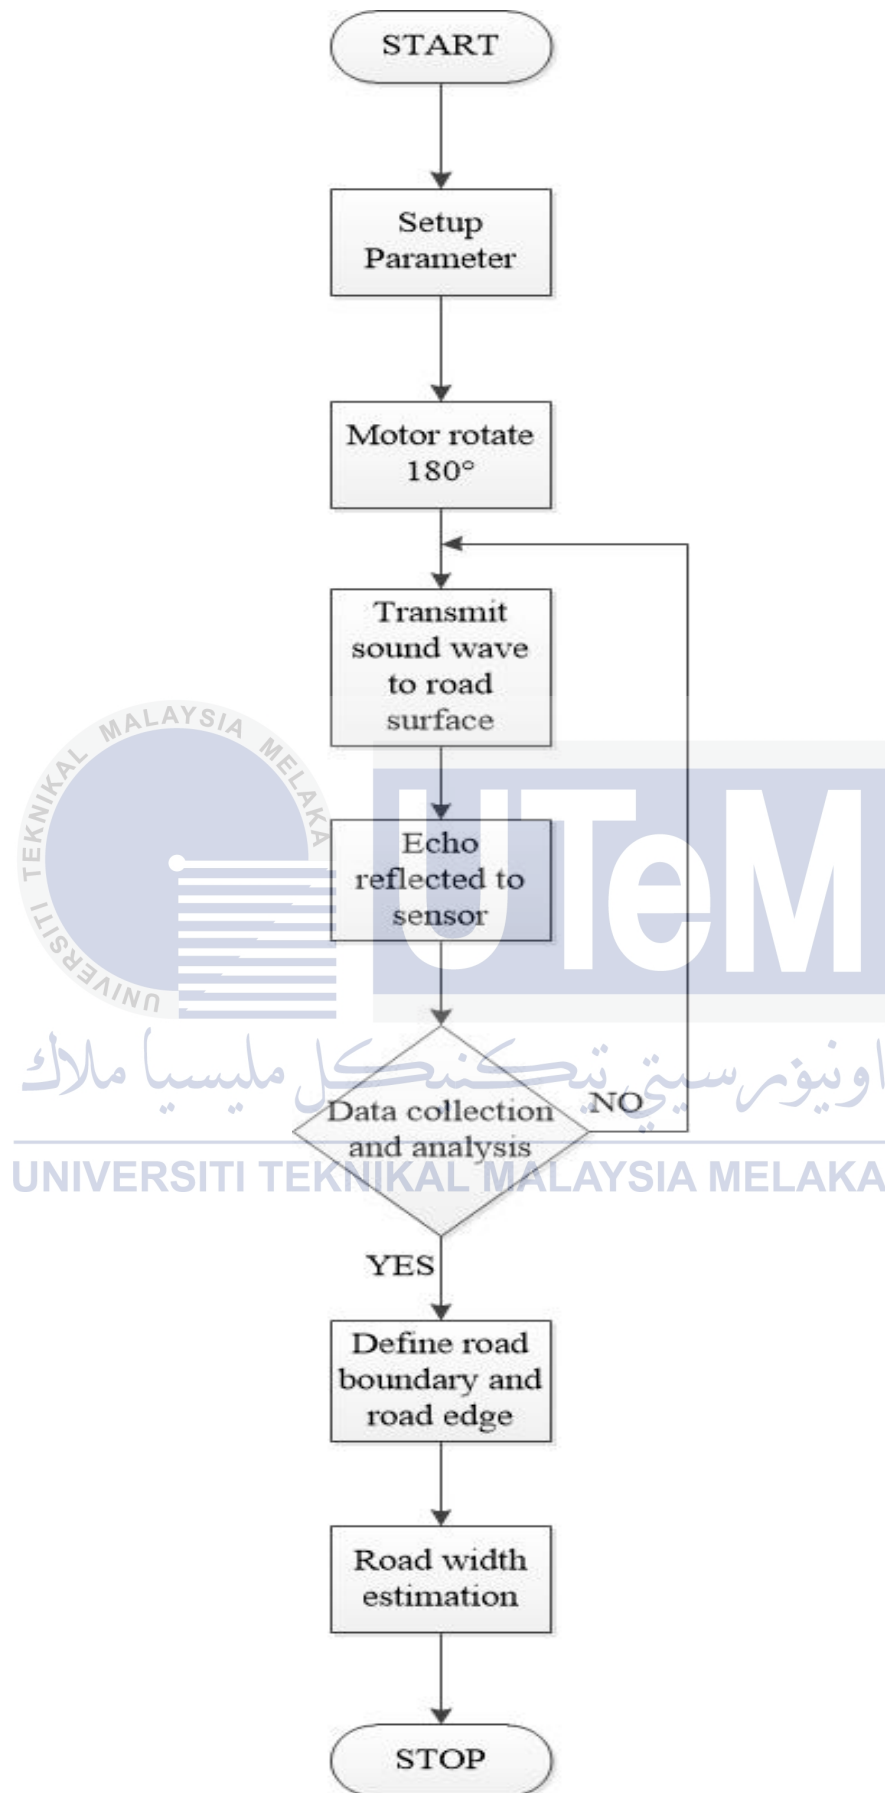 START
Setup
Parameter
Motor rotate
180°
Transmit
sound wave
to road
surface
UNIVERSITI TEKNIKAL MALAYSIA MELAKA
UTeM
Echo
reflected to
sensor
اونيۏرسيتي تيكنيكل مليسيا ملاك
NO
Data collection
and analysis
UNIVERSITI TEKNIKAL MALAYSIA MELAKA
YES
Define road
boundary and
road edge
Road width
estimation
STOP